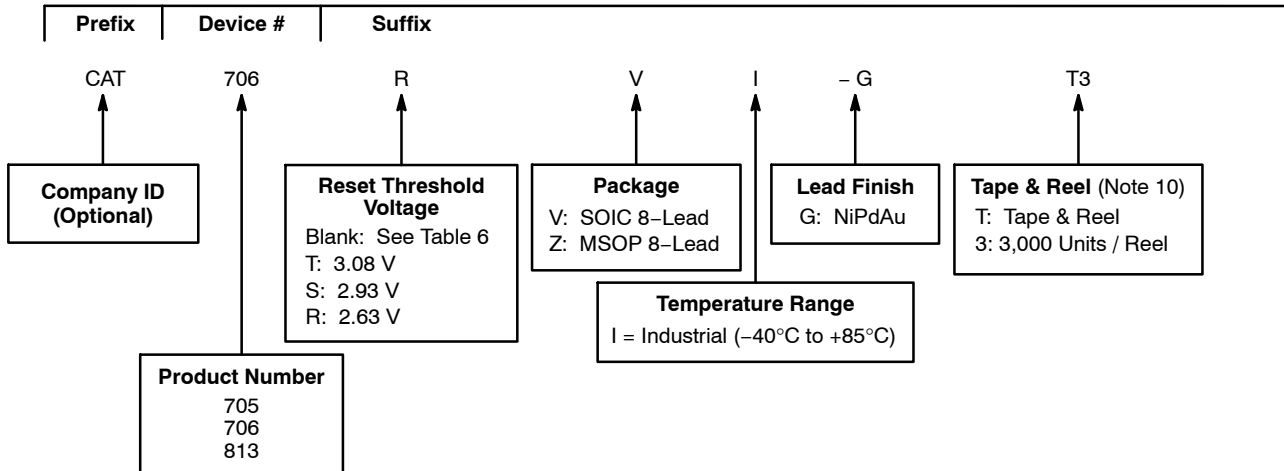 Prefix Device # Suffix
CAT 706 R V I – G T3
Company ID
(Optional)
Reset Threshold
Voltage
Blank: See Table 6
T: 3.08 V
S: 2.93 V
R: 2.63 V
Package
V: SOIC 8–Lead
Z: MSOP 8–Lead
Lead Finish
G: NiPdAu
Tape & Reel (Note 10)
T: Tape & Reel
3: 3,000 Units / Reel
Temperature Range
I = Industrial (–40°C to +85°C)
Product Number
705
706
813